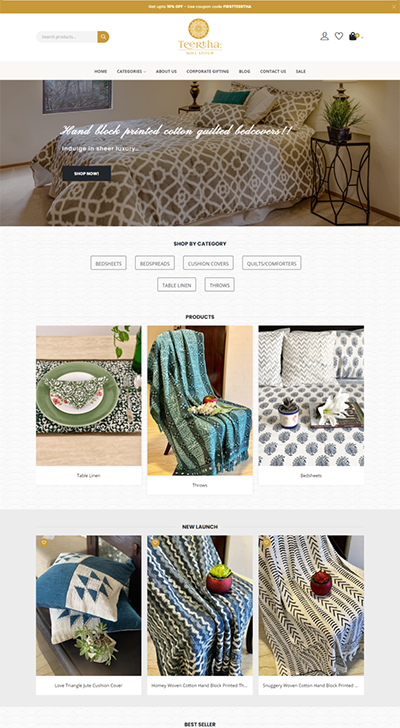 Get upto 10% OFF - Use coupon code FIRSTTEERTHA
Search products...
Teertha
HOME CATEGORIES ABOUT US CORPORATE GIFTING BLOG CONTACT US SALE
Hand block printed cotton quilted bedcovers!!
Indulge in sheer luxury..
SHOP NOW!
SHOP BY CATEGORY
BEDSHEETS BEDSPREADS CUSHION COVERS QUILTS/COMFORTERS
TABLE LINEN THROWS
PRODUCTS
Table Linen
Throws
Bedsheets
NEW LAUNCH
Love Triangle Jute Cushion Cover
Homey Woven Cotton Hand Block Printed Th...
Snuggery Woven Cotton Hand Block Printed ...
BEST SELLER